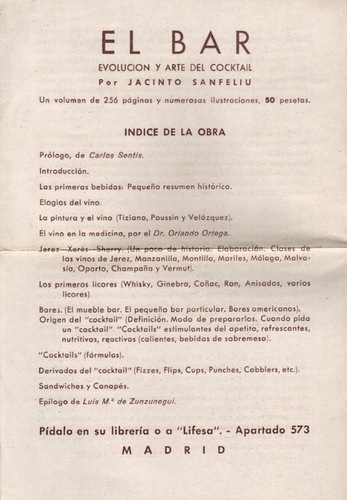 EL BAR
EVOLUCION Y ARTE DEL COCKTAIL
Por JACINTO SANFELIU
Un volumen de 256 páginas y numerosas ilustraciones, 50 pesetas.
INDICE DE LA OBRA
Prólogo, de Carlos Sentís.
Introducción.
Las primeras bebidas: Pequeño resumen histórico.
Elogios del vino.
La pintura y el vino (Tiziano, Poussin y Velázquez).
El vino en la medicina, por el Dr. Orlando Ortega.
Jerez-Xerés-Sherry. (Un poco de historia. Elaboración. Clases de
los vinos de Jerez, Manzanilla, Montilla, Moriles, Málaga, Malva-
sía, Oporto, Champaña y Vermut).
Los primeros licores (Whisky, Ginebra, Coñac, Ron, Anisados, varios
licores).
Bares. (El mueble bar. El pequeño bar particular. Bares americanos).
Origen del "cocktail" (Definición. Modo de prepararlos. Cuando pida
un "cocktail". "Cocktails" estimulantes del apetito, refrescantes,
nutritivos, reactivos (calientes, bebidas de sobremesa).
"Cocktails" (fórmulas).
Derivados del "cocktail" (Fizzes, Flips, Cups, Punches, Cobblers, etc.).
Sandwiches y Canapés.
Epílogo de Luis M.ª de Zunzunegui.
Pídalo en su librería o a "Lifesa". - Apartado 573
MADRID